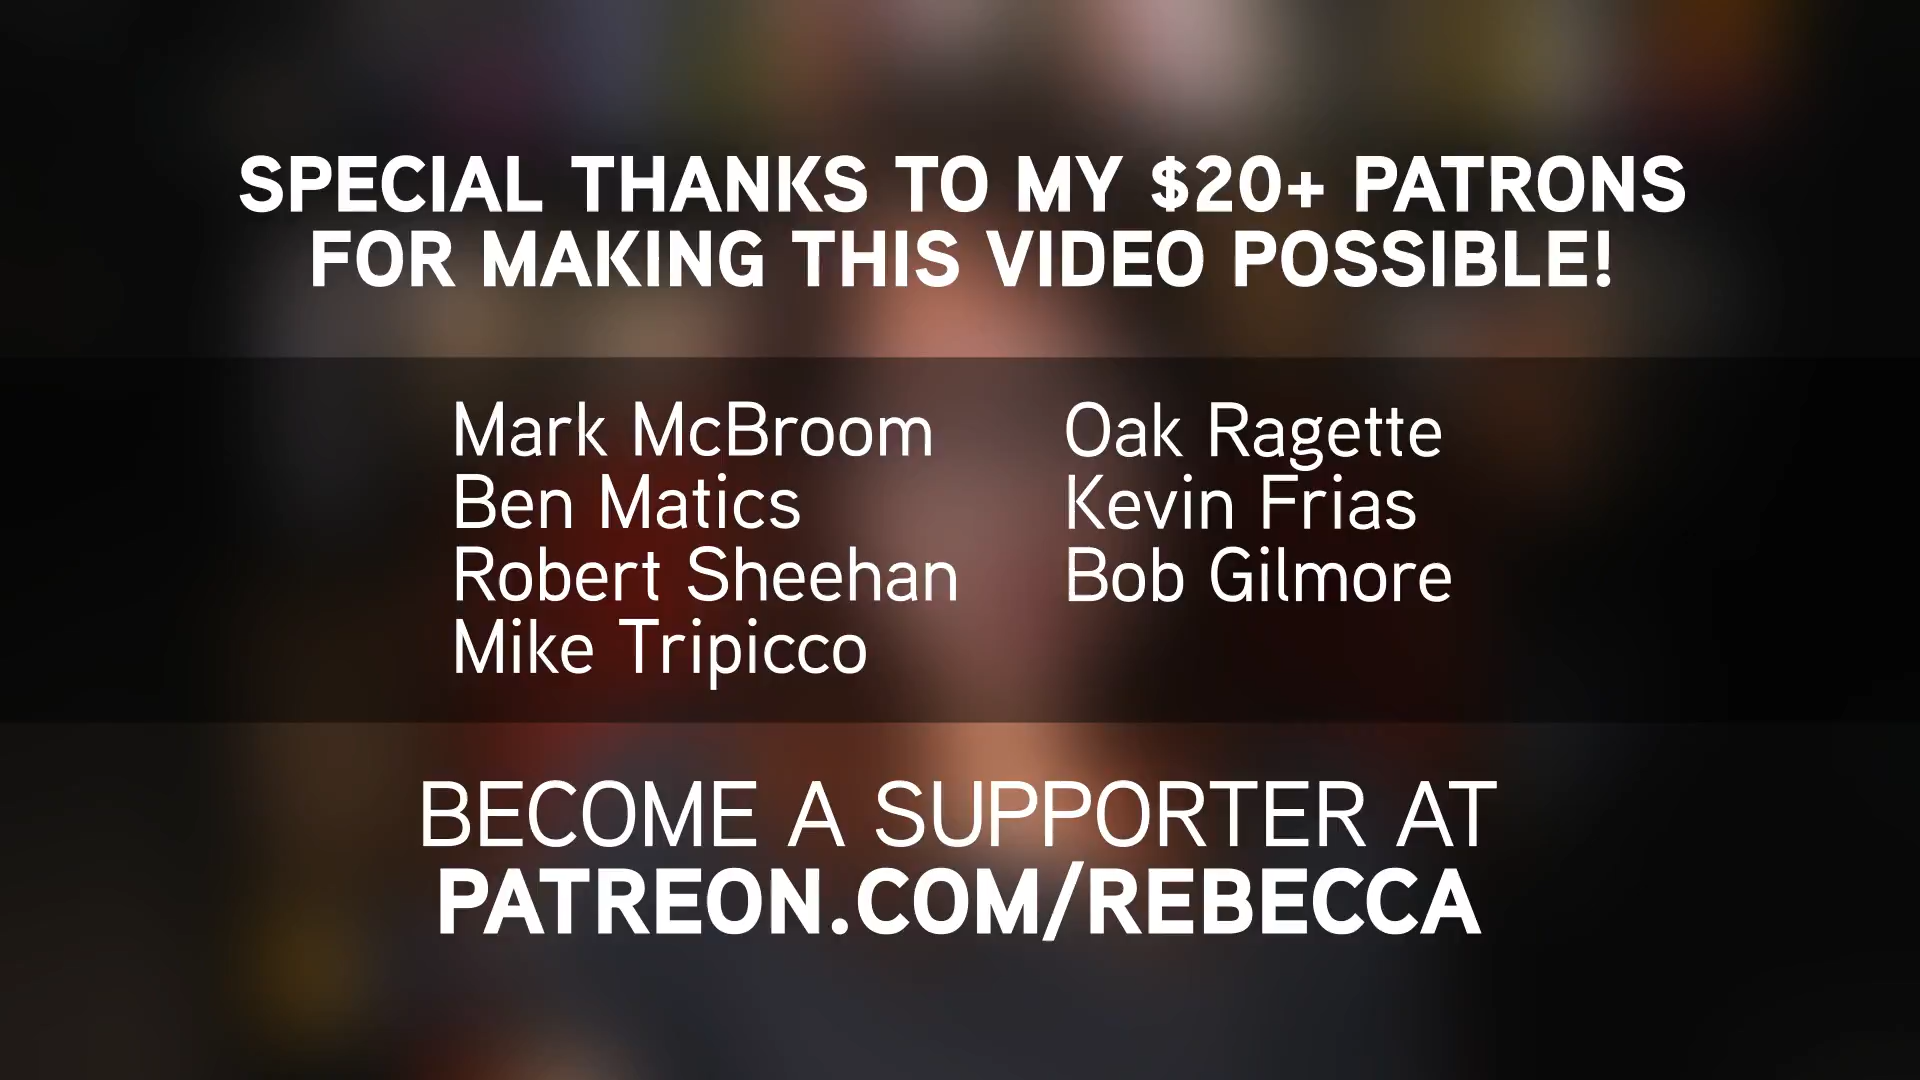 SPECIAL THANKS TO MY $20+ PATRONS
FOR MAKING THIS VIDEO POSSIBLE!
Mark McBroom
Ben Matics
Robert Sheehan
Mike Tripicco
Oak Ragette
Kevin Frias
Bob Gilmore
BECOME A SUPPORTER AT
PATREON.COM/REBECCA